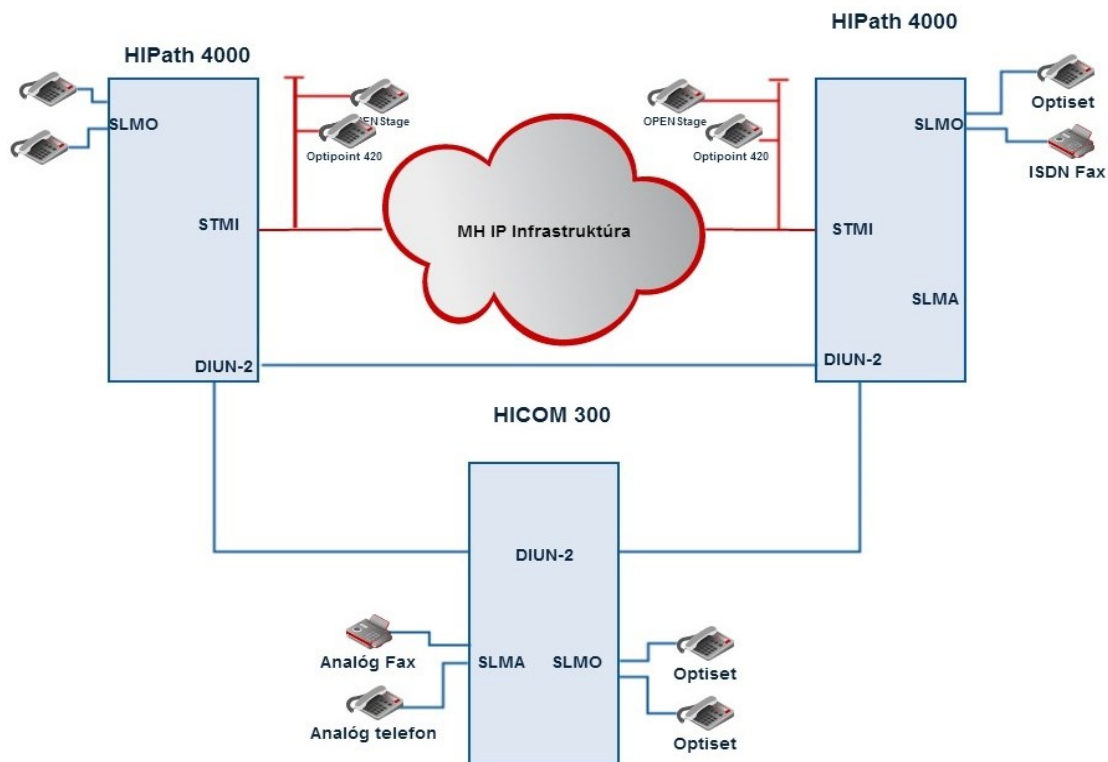 HIPath 4000
HIPath 4000
SLMO
ENStage
Optipoint 420
OPENStage
Optipoint 420
SLMO
Optiset
ISDN Fax
STMI
MH IP Infrastruktúra
STMI
SLMA
DIUN-2
DIUN-2
HICOM 300
DIUN-2
Analóg Fax
SLMA
SLMO
Optiset
Analóg telefon
Optiset